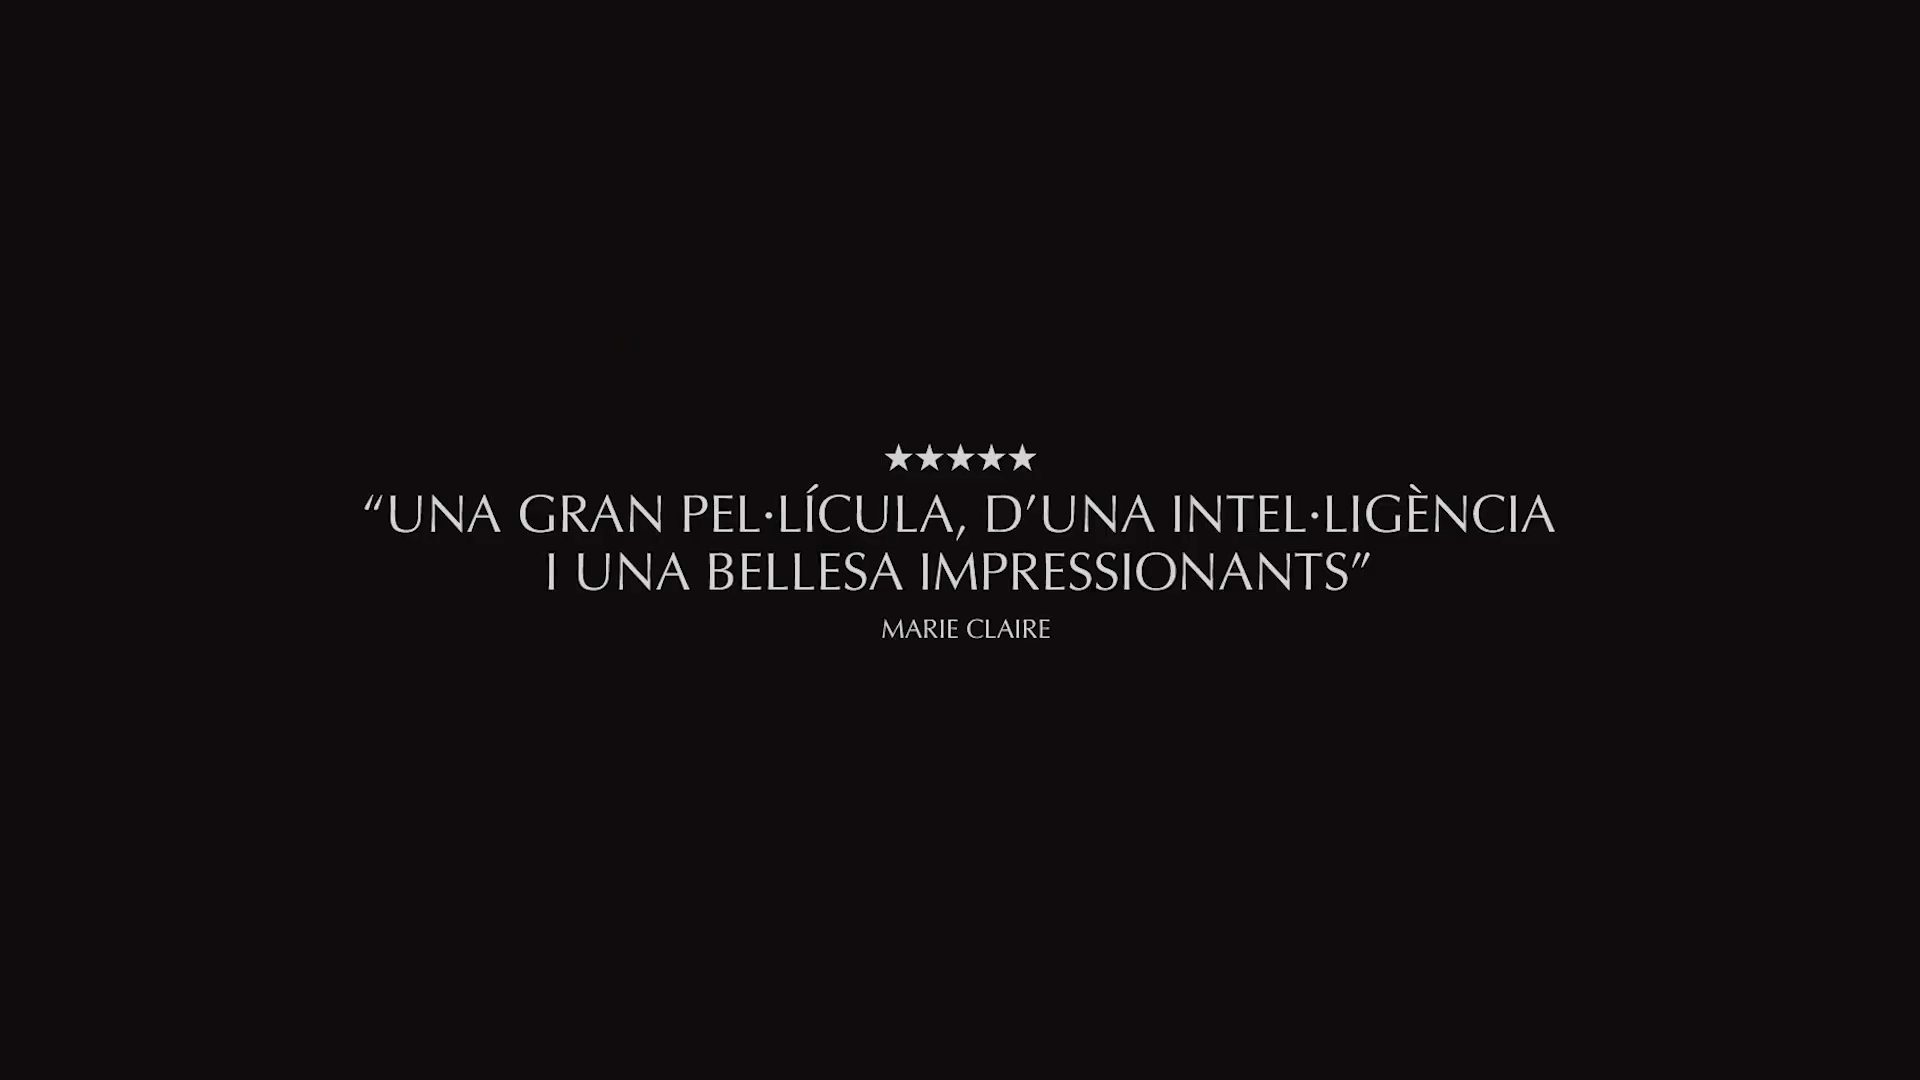 ★★★★★
“UNA GRAN PEL·LÍCULA, D’UNA INTEL·LIGÈNCIA
I UNA BELLESA IMPRESSIONANTS”
MARIE CLAIRE